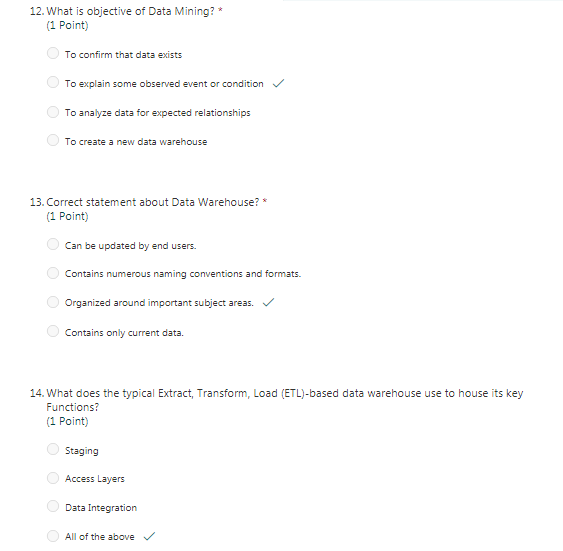 12. What is objective of Data Mining? *
(1 Point)
To confirm that data exists
To explain some observed event or condition
To analyze data for expected relationships
To create a new data warehouse
13. Correct statement about Data Warehouse? *
(1 Point)
Can be updated by end users.
Contains numerous naming conventions and formats.
Organized around important subject areas.
Contains only current data.
14. What does the typical Extract, Transform, Load (ETL)-based data warehouse use to house its key
Functions?
(1 Point)
Staging
Access Layers
Data Integration
All of the above